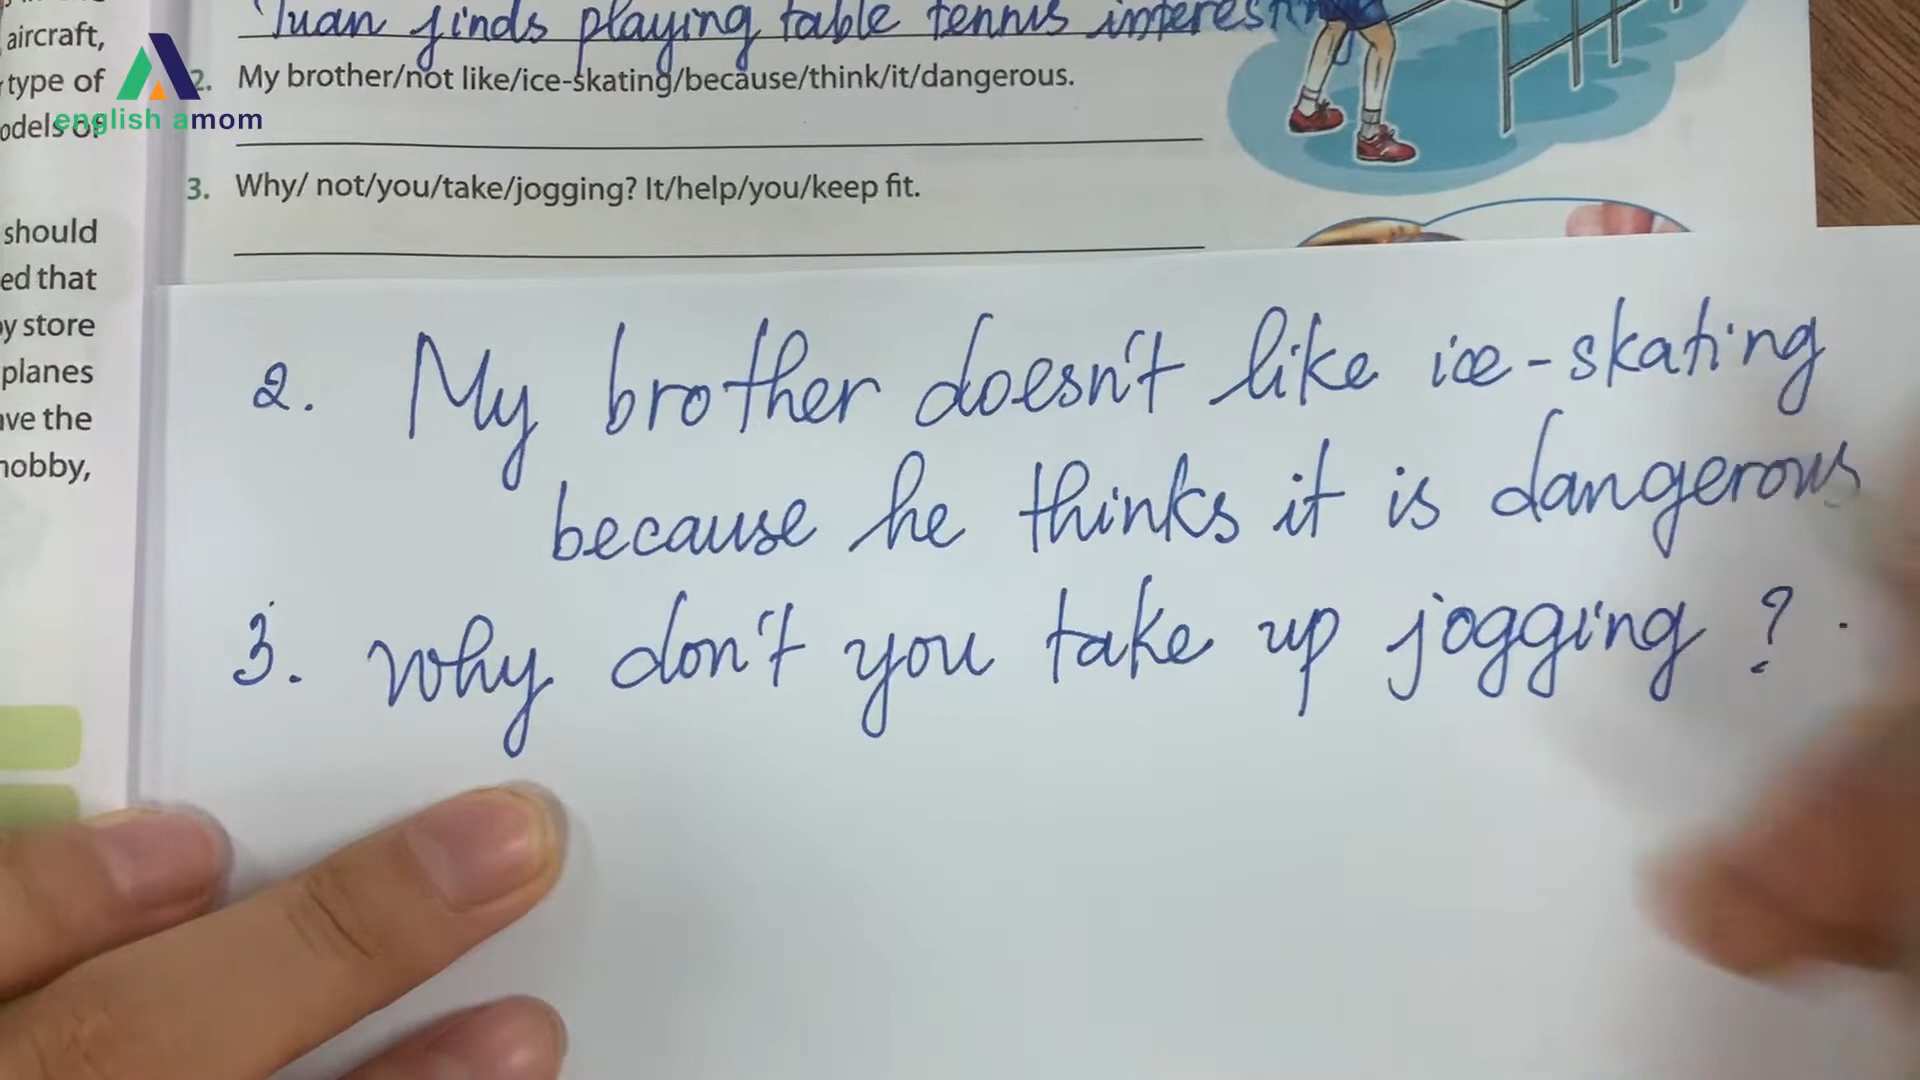 aircraft,
type of
odels of
should
ed that
y store
planes
ave the
hobby,
english amom
Tuan finds playing table tennis
2. My brother/not like/ice-skating/because/think/it/dangerous.
3. Why/ not/you/take/jogging? It/help/you/keep fit.
2. My brother doesn't like ice-skating
because he thinks it is dangerous
3. Why don't you take up jogging?